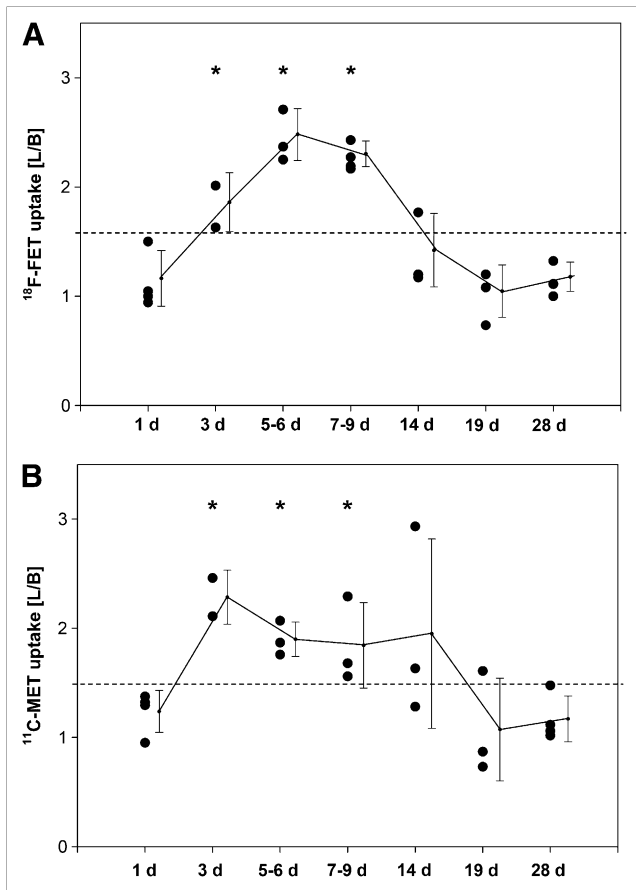 A
* * *
3
2
1
0
¹⁸F-FET uptake [L/B]
1 d 3 d 5-6 d 7-9 d 14 d 19 d 28 d
B
* * *
3
2
1
0
¹¹C-MET uptake [L/B]
1 d 3 d 5-6 d 7-9 d 14 d 19 d 28 d